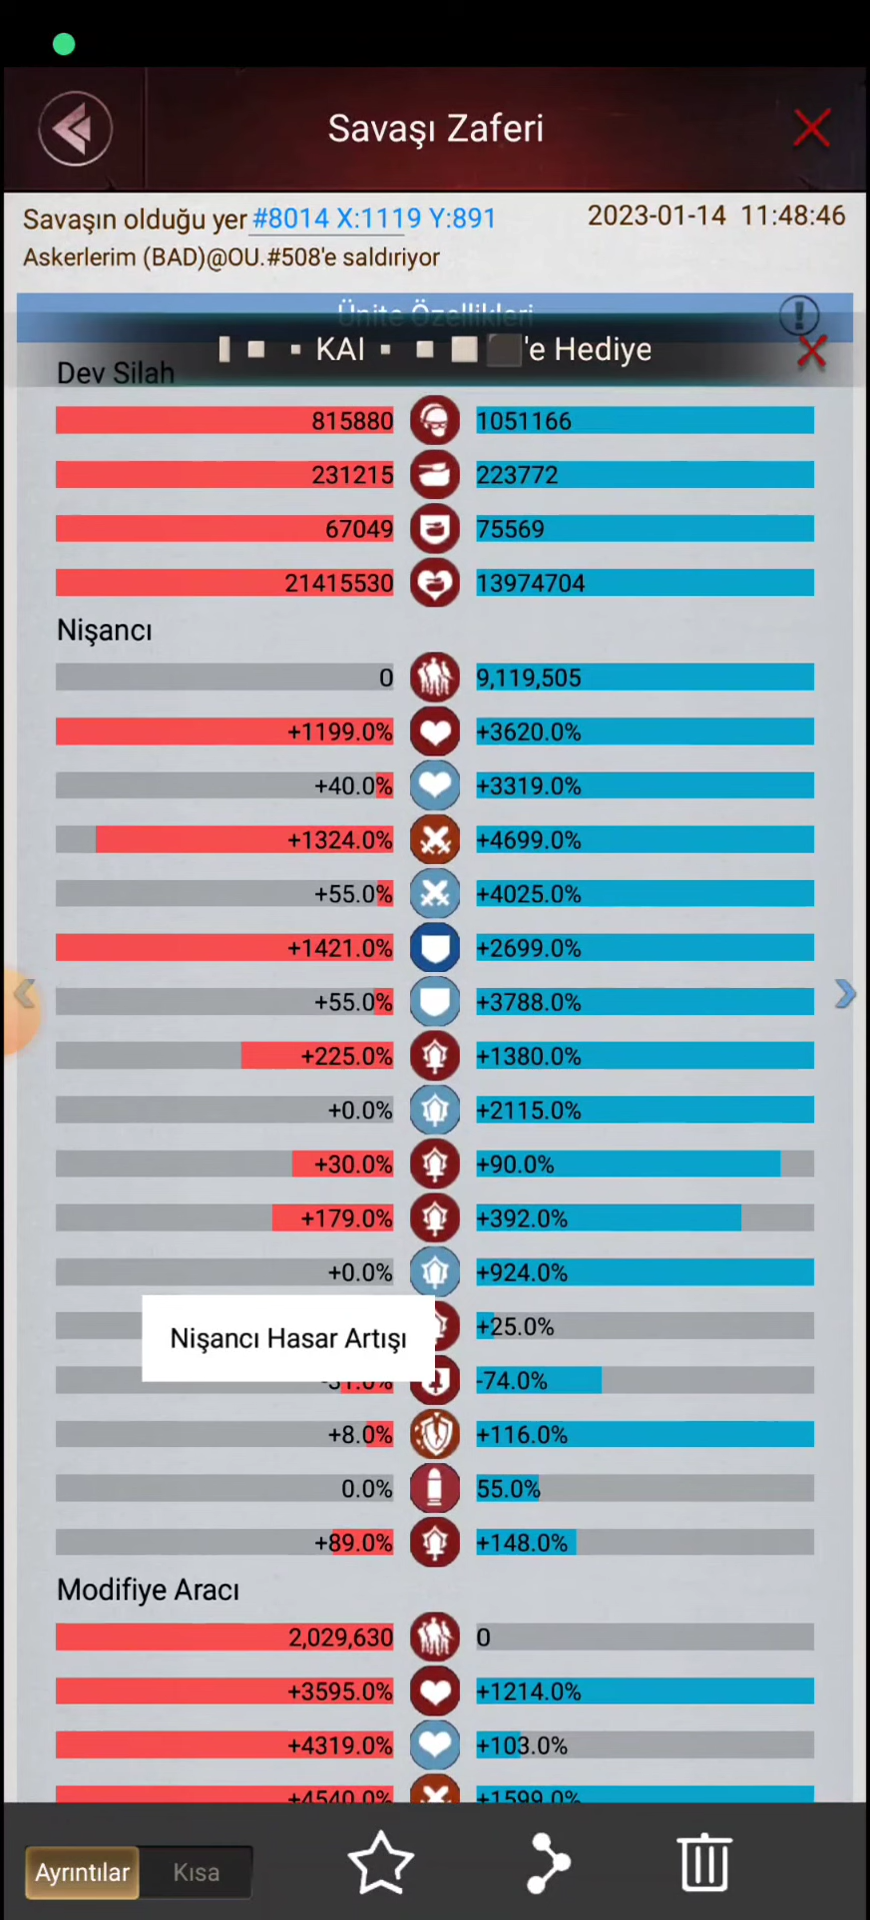 Savaşı Zaferi
Savaşın olduğu yer #8014 X:1119 Y:891 2023-01-14 11:48:46
Askerlerim (BAD)@OU.#508'e saldırıyor
Ünite Özellikleri
KAI 'e Hediye
Dev Silah
815880 1051166
231215 223772
67049 75569
21415530 13974704
Nişancı
0 9,119,505
+1199.0% +3620.0%
+40.0% +3319.0%
+1324.0% +4699.0%
+55.0% +4025.0%
+1421.0% +2699.0%
+55.0% +3788.0%
+225.0% +1380.0%
+0.0% +2115.0%
+30.0% +90.0%
+179.0% +392.0%
+0.0% +924.0%
+25.0%
Nişancı Hasar Artışı
-74.0%
+8.0% +116.0%
0.0% 55.0%
+89.0% +148.0%
Modifiye Aracı
2,029,630 0
+3595.0% +1214.0%
+4319.0% +103.0%
+4540.0% +1599.0%
Ayrıntılar Kısa